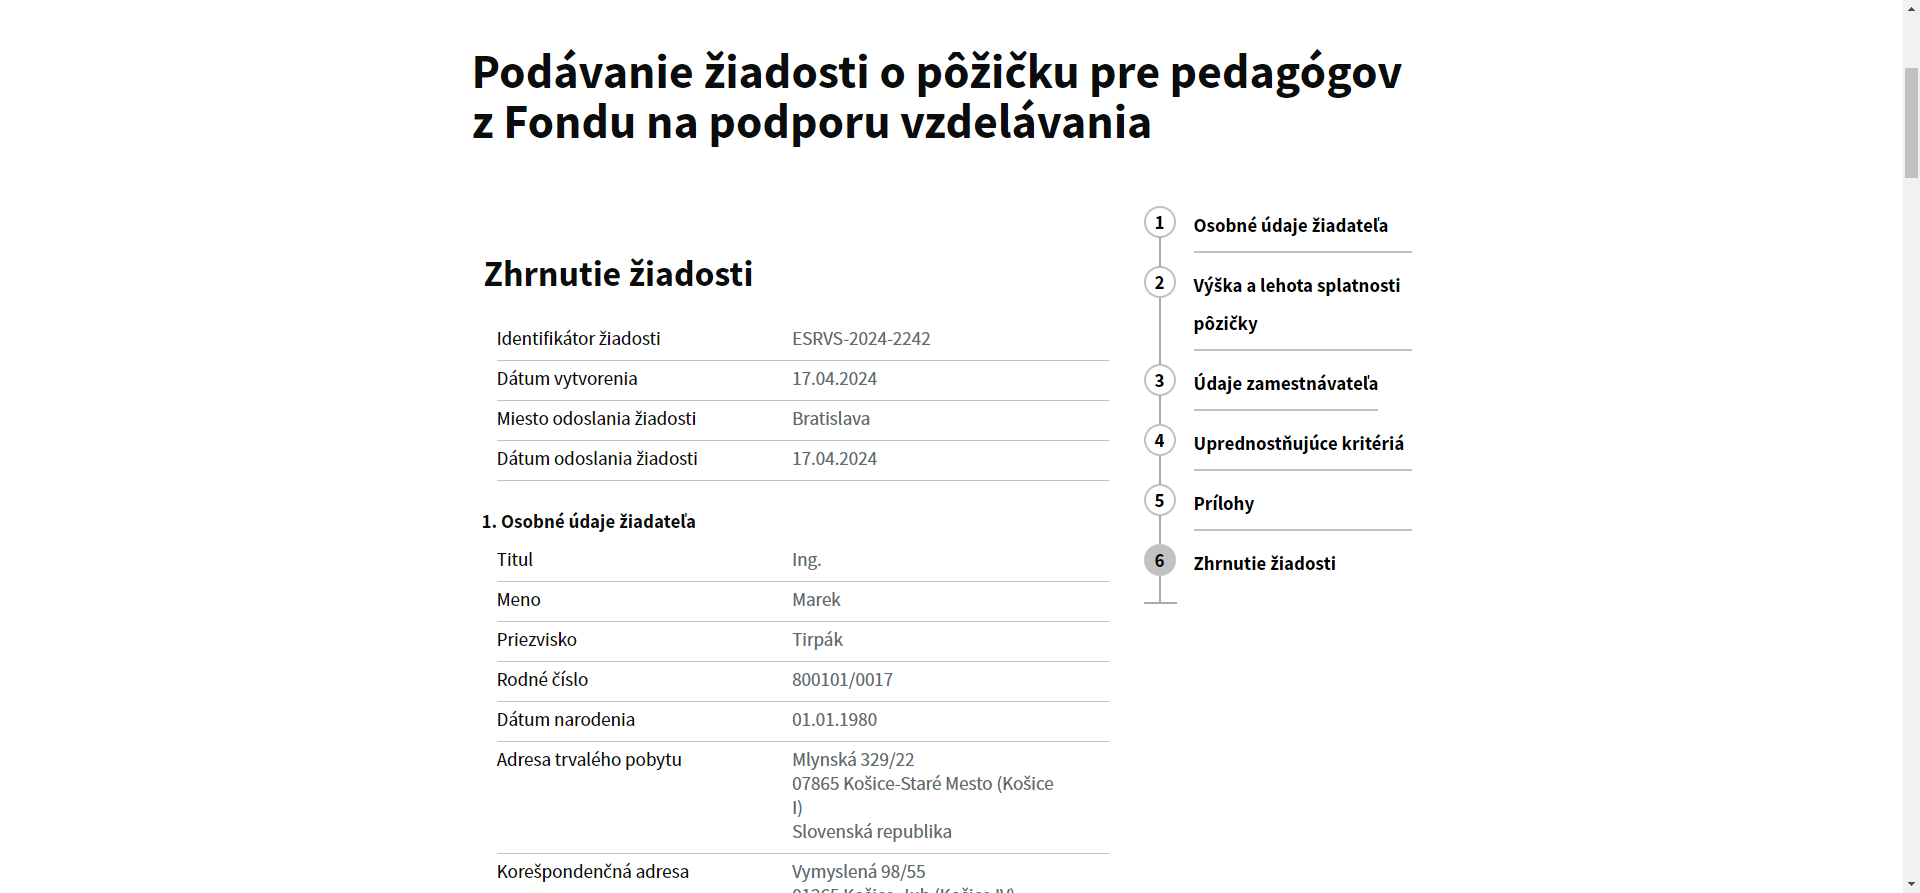 Podávanie žiadosti o pôžičku pre pedagógov
z Fondu na podporu vzdelávania
Zhrnutie žiadosti
Identifikátor žiadosti ESRVS-2024-2242
Dátum vytvorenia 17.04.2024
Miesto odoslania žiadosti Bratislava
Dátum odoslania žiadosti 17.04.2024
1. Osobné údaje žiadateľa
Titul Ing.
Meno Marek
Priezvisko Tirpák
Rodné číslo 800101/0017
Dátum narodenia 01.01.1980
Adresa trvalého pobytu Mlynská 329/22
07865 Košice-Staré Mesto (Košice
I)
Slovenská republika
Korešpondenčná adresa Vymyslená 98/55
1 Osobné údaje žiadateľa
2 Výška a lehota splatnosti
pôzičky
3 Údaje zamestnávateľa
4 Uprednostňujúce kritériá
5 Prílohy
6 Zhrnutie žiadosti